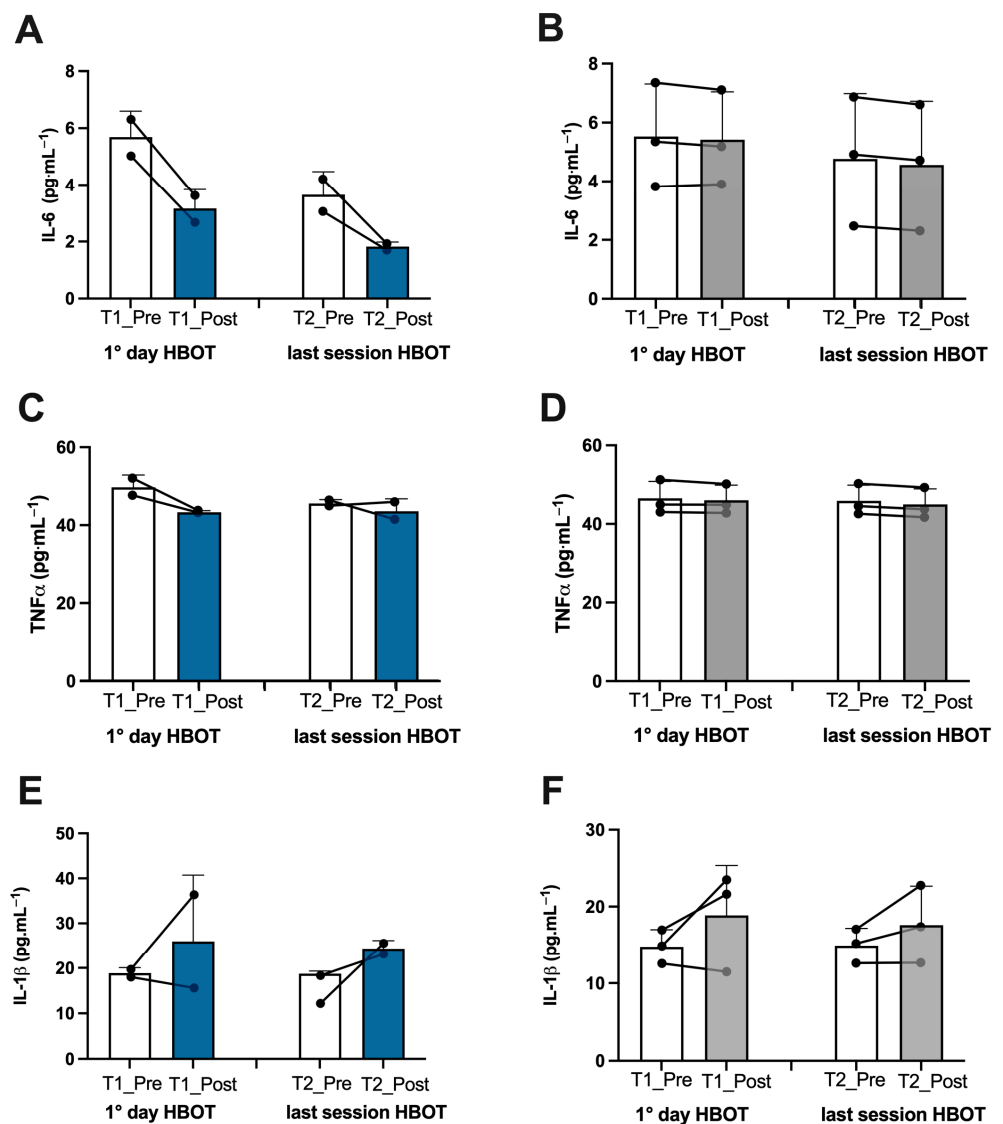 A
IL-6 (pg·mL⁻¹)
8
6
4
2
0
T1_Pre T1_Post T2_Pre T2_Post
1° day HBOT last session HBOT
B
IL-6 (pg·mL⁻¹)
8
6
4
2
0
T1_Pre T1_Post T2_Pre T2_Post
1° day HBOT last session HBOT
C
TNFα (pg·mL⁻¹)
60
40
20
0
T1_Pre T1_Post T2_Pre T2_Post
1° day HBOT last session HBOT
D
TNFα (pg·mL⁻¹)
60
40
20
0
T1_Pre T1_Post T2_Pre T2_Post
1° day HBOT last session HBOT
E
IL-1β (pg.mL⁻¹)
50
40
30
20
10
0
T1_Pre T1_Post T2_Pre T2_Post
1° day HBOT last session HBOT
F
IL-1β (pg.mL⁻¹)
30
20
10
0
T1_Pre T1_Post T2_Pre T2_Post
1° day HBOT last session HBOT